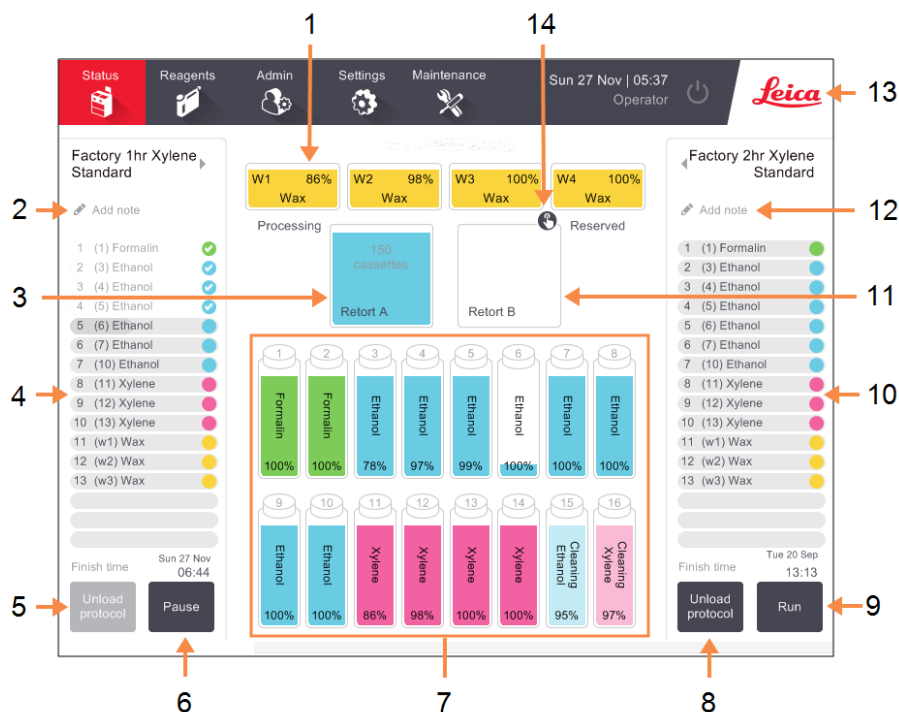 1
14
Status
Reagents
Admin
Settings
Maintenance
Sun 27 Nov | 05:37
Operator
Leica
13
Factory 1hr Xylene
Standard
2
Add note
1 (1) Formalin
2 (3) Ethanol
3 (4) Ethanol
4 (5) Ethanol
5 (6) Ethanol
6 (7) Ethanol
7 (10) Ethanol
8 (11) Xylene
9 (12) Xylene
10 (13) Xylene
11 (w1) Wax
12 (w2) Wax
13 (w3) Wax
3
4
Finish time
Sun 27 Nov
06:44
5
Unload
protocol
Pause
6
W1 86%
Wax
W2 98%
Wax
W3 100%
Wax
W4 100%
Wax
Processing
Reserved
150
cassettes
Retort A
Retort B
11
1
Formalin
100%
2
Formalin
100%
3
Ethanol
78%
4
Ethanol
97%
5
Ethanol
99%
6
Ethanol
100%
7
Ethanol
100%
8
Ethanol
100%
9
Ethanol
100%
10
Ethanol
100%
11
Xylene
86%
12
Xylene
98%
13
Xylene
100%
14
Xylene
100%
15
Cleaning
Ethanol
95%
16
Cleaning
Xylene
97%
7
Factory 2hr Xylene
Standard
Add note
12
1 (1) Formalin
2 (3) Ethanol
3 (4) Ethanol
4 (5) Ethanol
5 (6) Ethanol
6 (7) Ethanol
7 (10) Ethanol
8 (11) Xylene
9 (12) Xylene
10 (13) Xylene
11 (w1) Wax
12 (w2) Wax
13 (w3) Wax
10
Finish time
Tue 20 Sep
13:13
Unload
protocol
Run
9
8